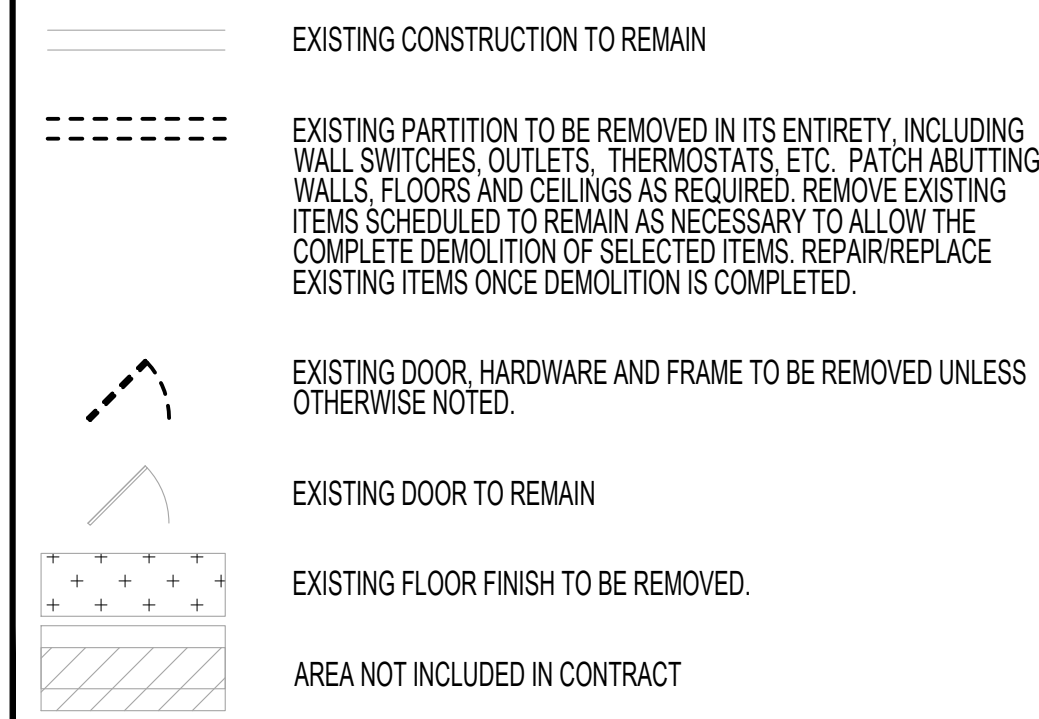 EXISTING CONSTRUCTION TO REMAIN
EXISTING PARTITION TO BE REMOVED IN ITS ENTIRETY, INCLUDING
WALL SWITCHES, OUTLETS, THERMOSTATS, ETC. PATCH ABUTTING
WALLS, FLOORS AND CEILINGS AS REQUIRED. REMOVE EXISTING
ITEMS SCHEDULED TO REMAIN AS NECESSARY TO ALLOW THE
COMPLETE DEMOLITION OF SELECTED ITEMS. REPAIR/REPLACE
EXISTING ITEMS ONCE DEMOLITION IS COMPLETED.
EXISTING DOOR, HARDWARE AND FRAME TO BE REMOVED UNLESS
OTHERWISE NOTED.
EXISTING DOOR TO REMAIN
EXISTING FLOOR FINISH TO BE REMOVED.
AREA NOT INCLUDED IN CONTRACT